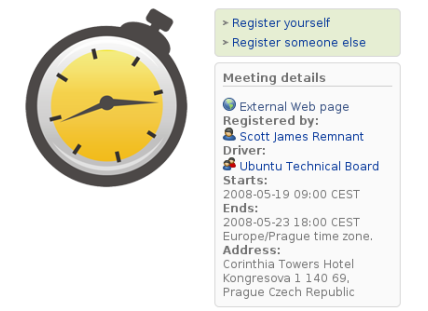 > Register yourself
> Register someone else
Meeting details
External Web page
Registered by:
Scott James Remnant
Driver:
Ubuntu Technical Board
Starts:
2008-05-19 09:00 CEST
Ends:
2008-05-23 18:00 CEST
Europe/Prague time zone.
Address:
Corinthia Towers Hotel
Kongresova 1 140 69,
Prague Czech Republic